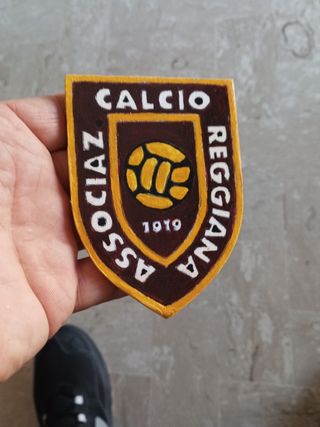 ASSOCIAZ
CALCIO
REGGIANA
1919